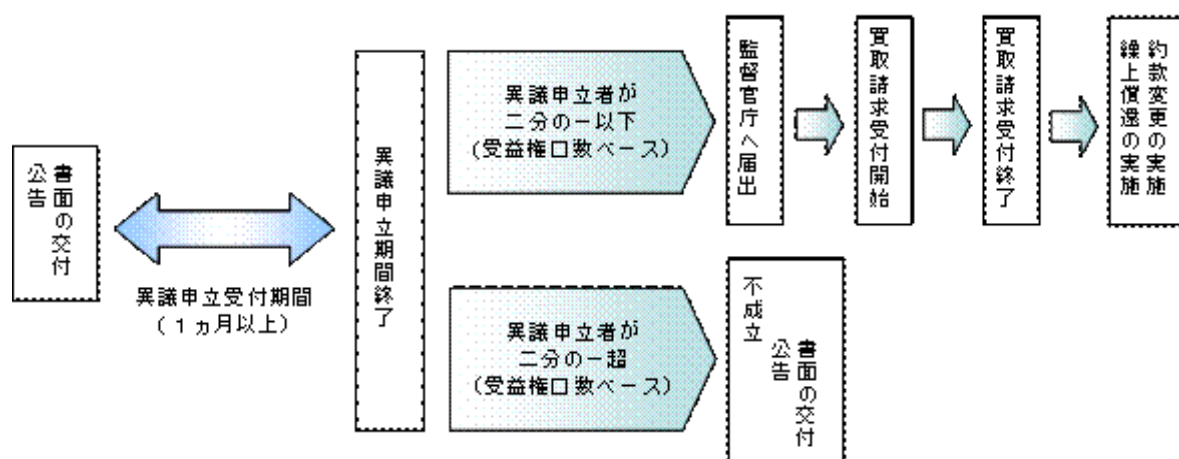 書面の交付
公告
異議申立受付期間
(1ヵ月以上)
異議申立期間終了
異議申立者が
二分の一以下
(受益権口数ベース)
監督官庁へ届出
買取請求受付開始
買取請求受付終了
約款変更の実施
繰上償還の実施
異議申立者が
二分の一超
(受益権口数ベース)
不成立
書面の交付
公告